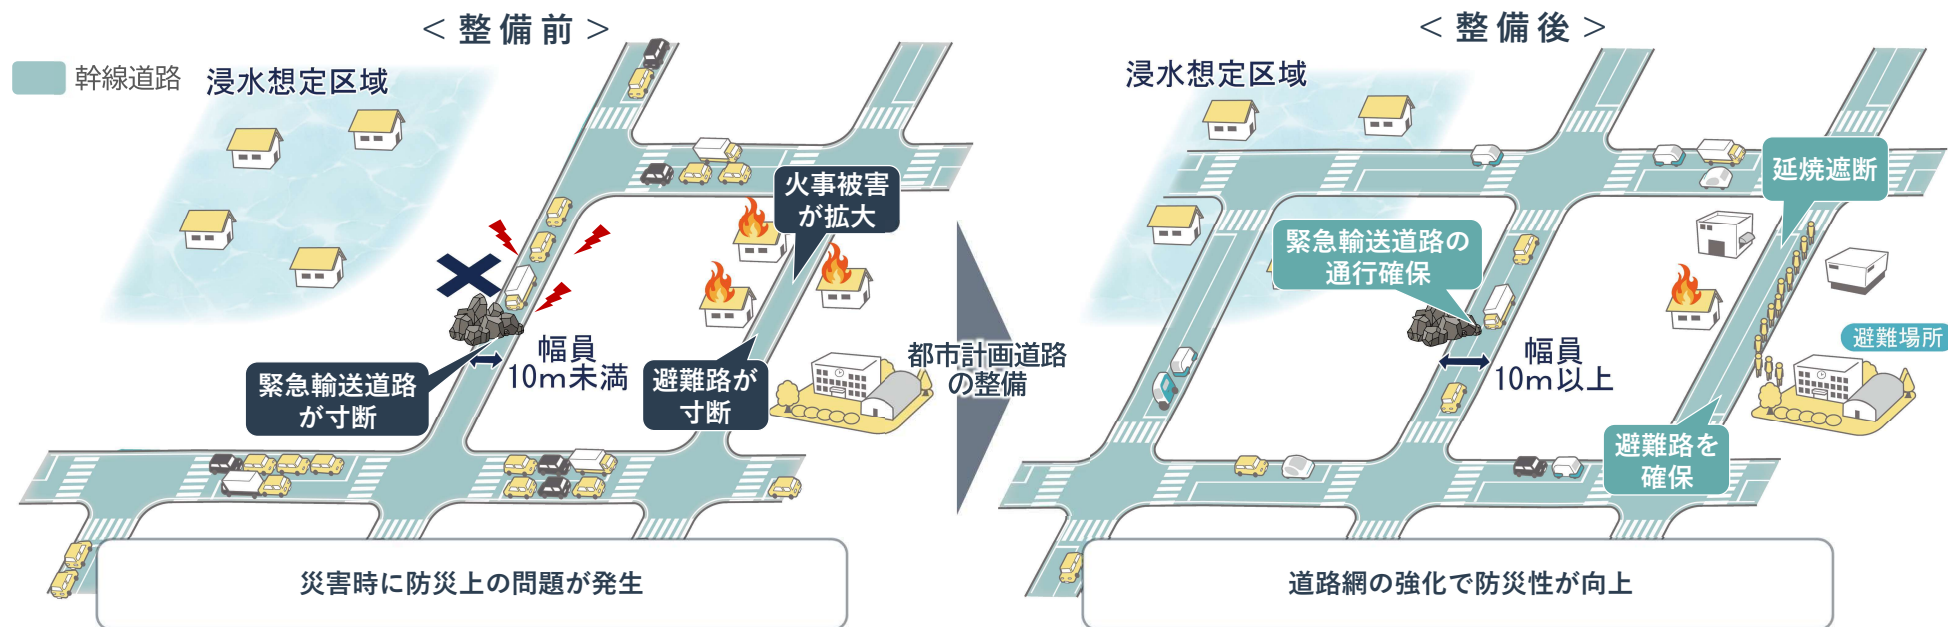 ＜整備前＞
幹線道路
浸水想定区域
火事被害
が拡大
幅員
10m未満
緊急輸送道路
が寸断
避難路が
寸断
災害時に防災上の問題が発生
都市計画道路
の整備
＜整備後＞
浸水想定区域
延焼遮断
緊急輸送道路の
通行確保
幅員
10m以上
避難場所
避難路を
確保
道路網の強化で防災性が向上